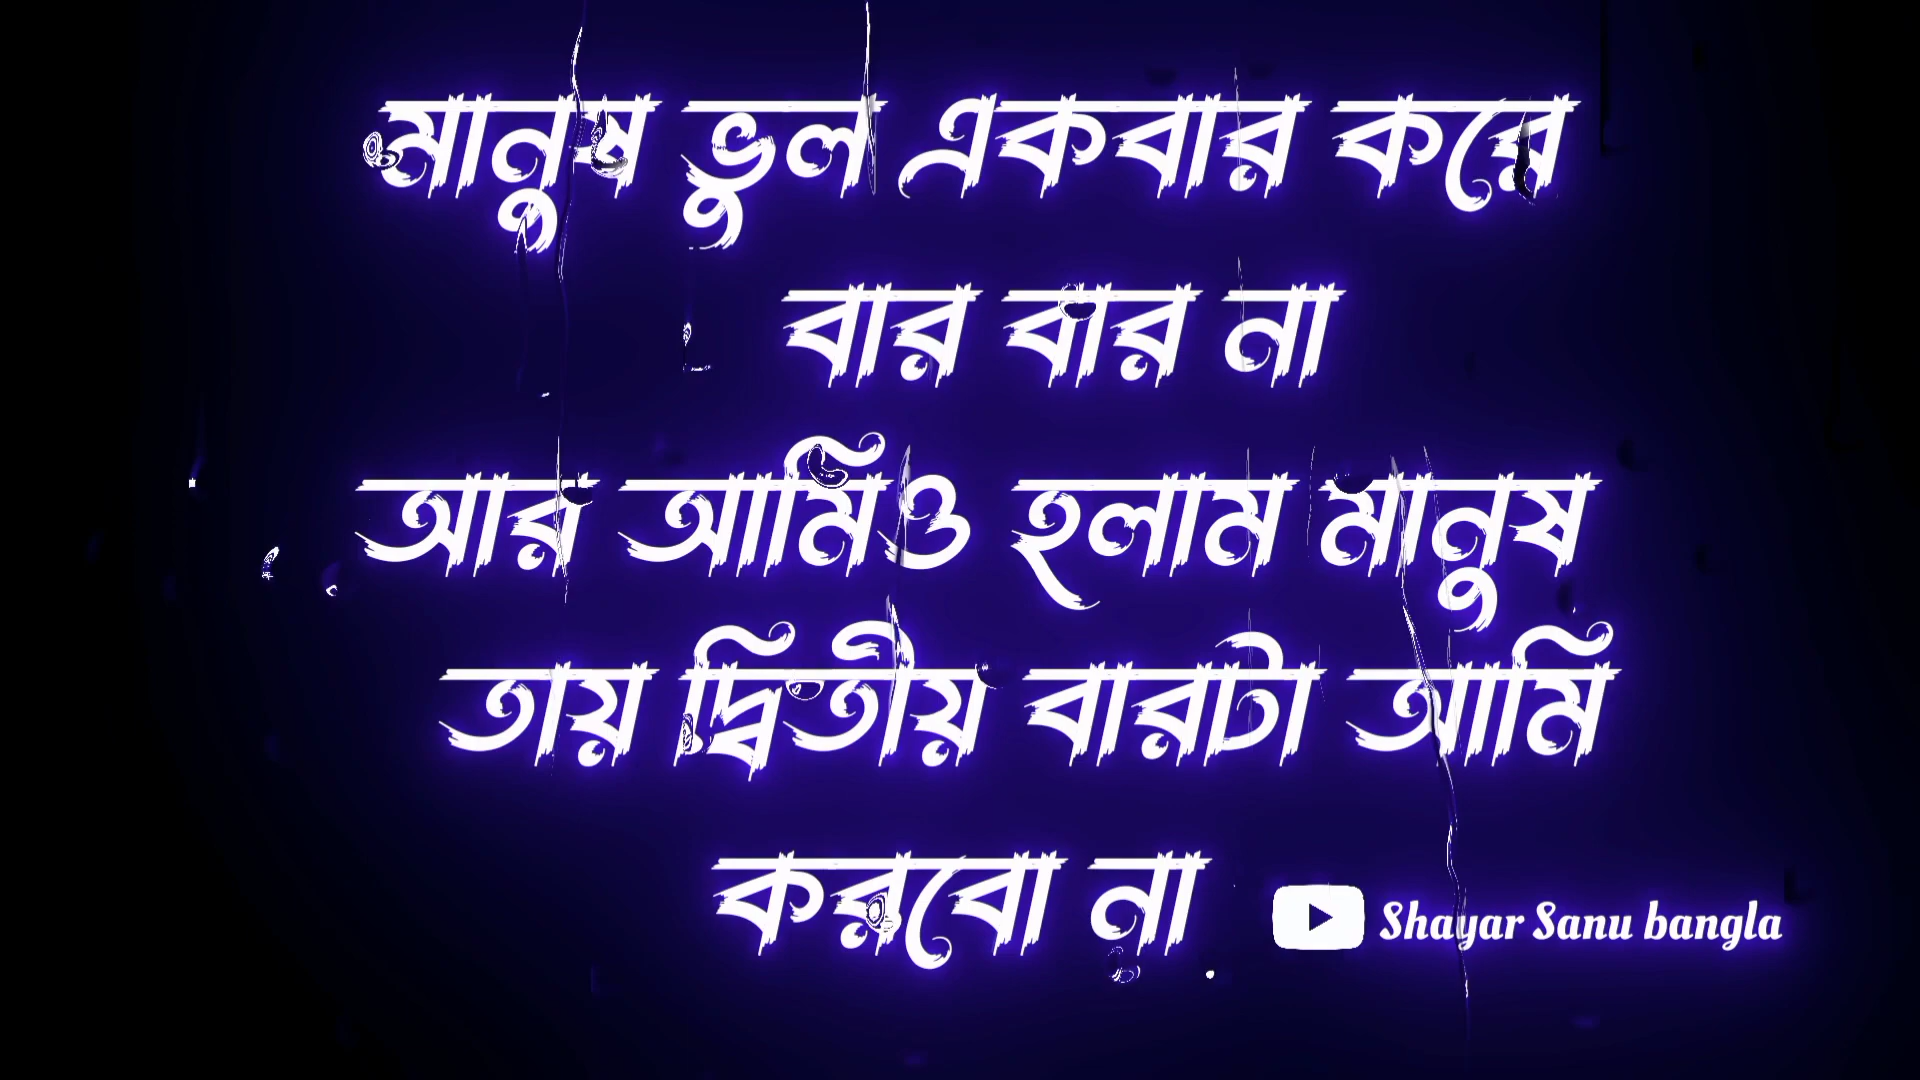 মানুষ ভুল একবার করে
বার বার না
আর আমিও হলাম মানুষ
তায় দ্বিতীয় বারটা আমি
করবো না
Shayar Sanu bangla